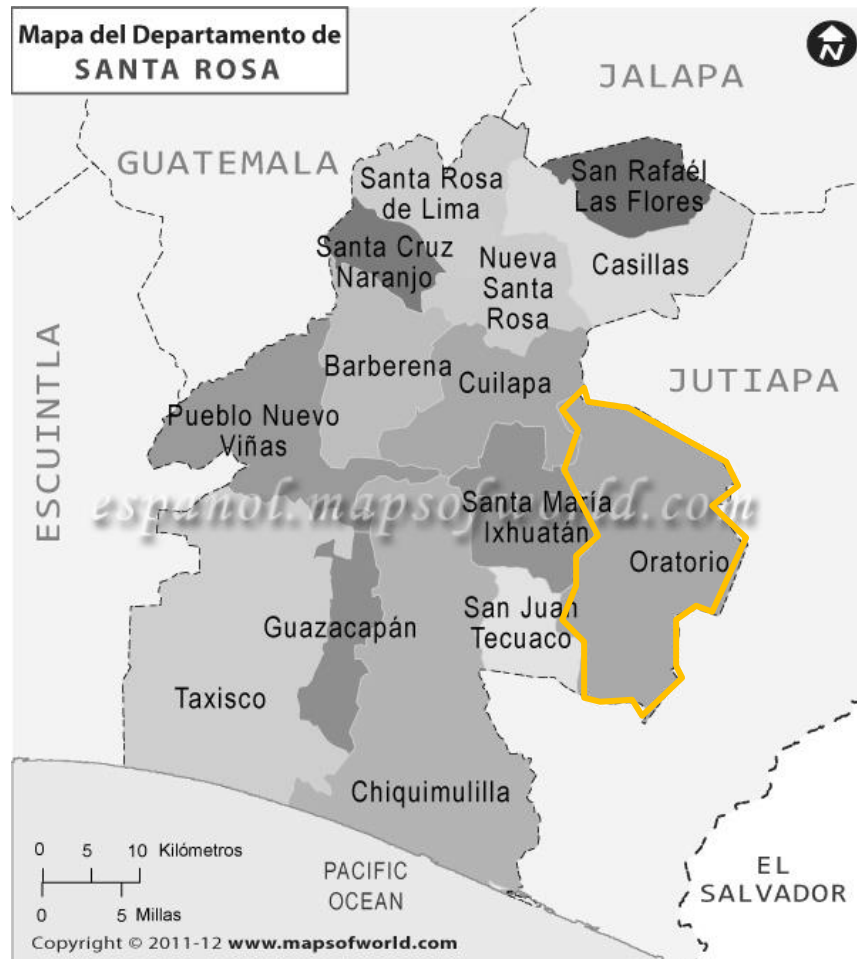 Mapa del Departamento de
SANTA ROSA
N
JALAPA
GUATEMALA
San Rafaél
Las Flores
Santa Rosa
de Lima
Santa Cruz
Naranjo
Nueva
Santa
Rosa
Casillas
ESCUINTLA
Barberena
Cuilapa
JUTIAPA
Pueblo Nuevo
Viñas
espanol.mapsofworld.com
Santa María
Ixhuatán
Oratorio
San Juan
Tecuaco
Guazacapán
Taxisco
Chiquimulilla
0 5 10 Kilómetros
0 5 Millas
PACIFIC
OCEAN
EL
SALVADOR
Copyright © 2011-12 www.mapsofworld.com